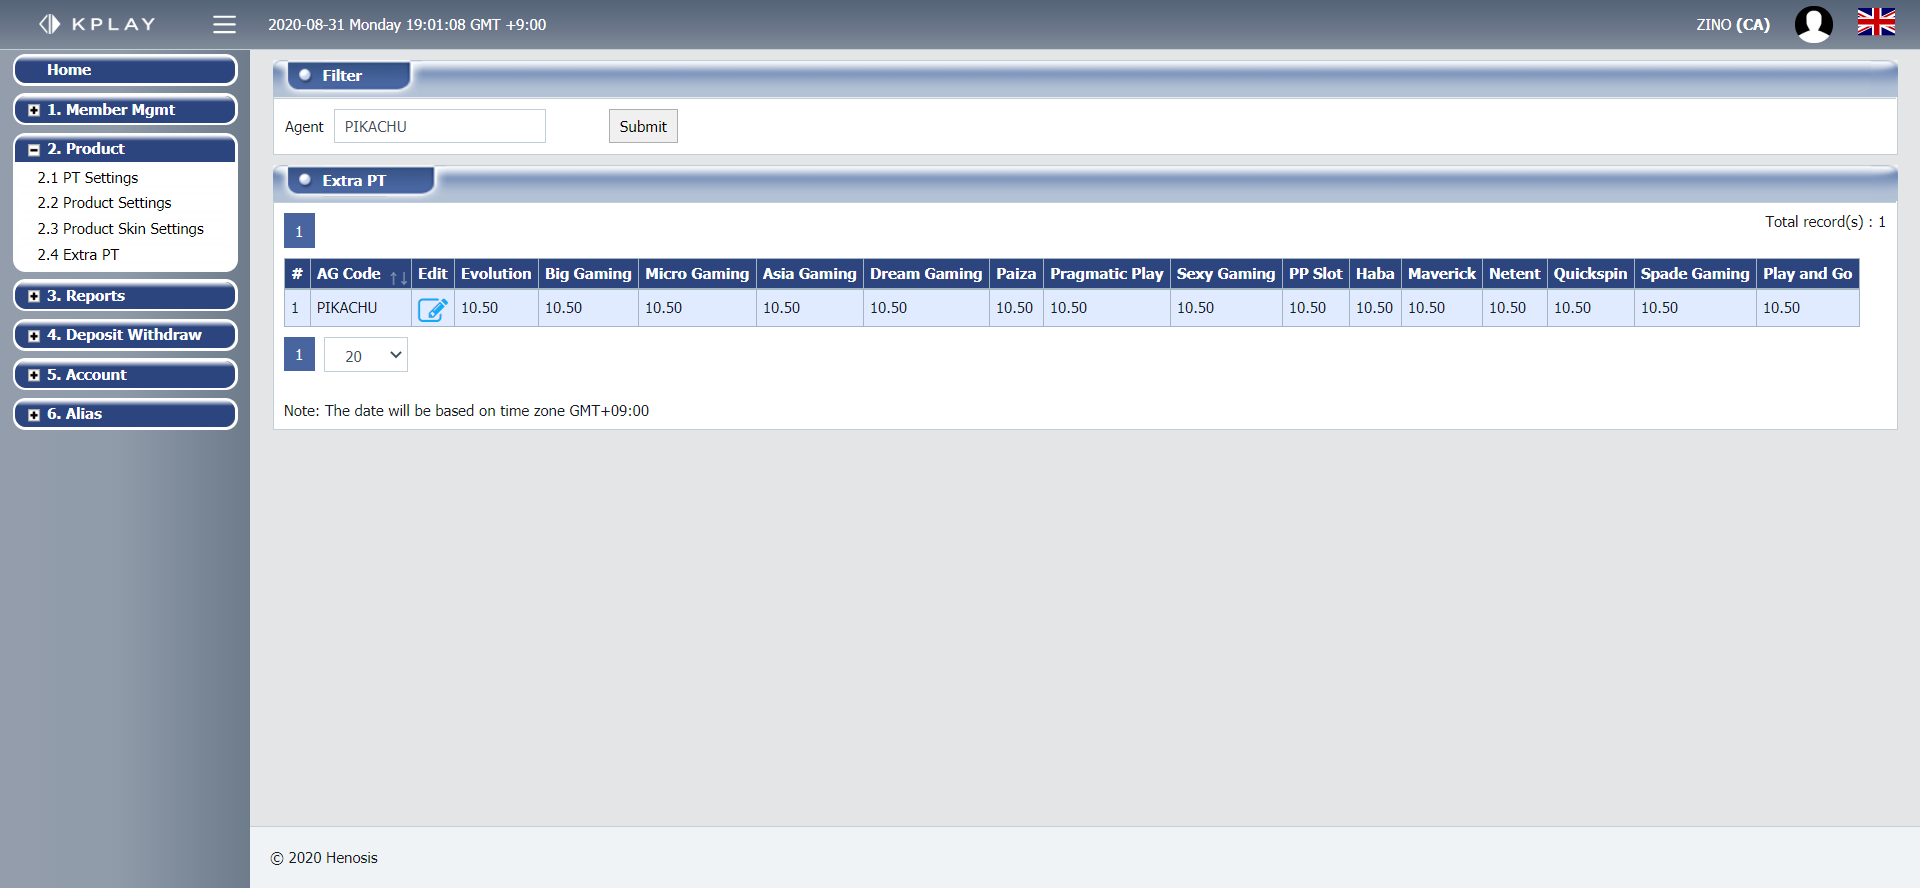 KPLAY
2020-08-31 Monday 19:01:08 GMT +9:00
ZINO (CA)
Home
1. Member Mgmt
2. Product
2.1 PT Settings
2.2 Product Settings
2.3 Product Skin Settings
2.4 Extra PT
3. Reports
4. Deposit Withdraw
5. Account
6. Alias
Filter
Agent PIKACHU Submit
Extra PT
1
Total record(s) : 1
# AG Code Edit Evolution Big Gaming Micro Gaming Asia Gaming Dream Gaming Paiza Pragmatic Play Sexy Gaming PP Slot Haba Maverick Netent Quickspin Spade Gaming Play and Go
1 PIKACHU 10.50 10.50 10.50 10.50 10.50 10.50 10.50 10.50 10.50 10.50 10.50 10.50 10.50 10.50 10.50
1 20
Note: The date will be based on time zone GMT+09:00
© 2020 Henosis